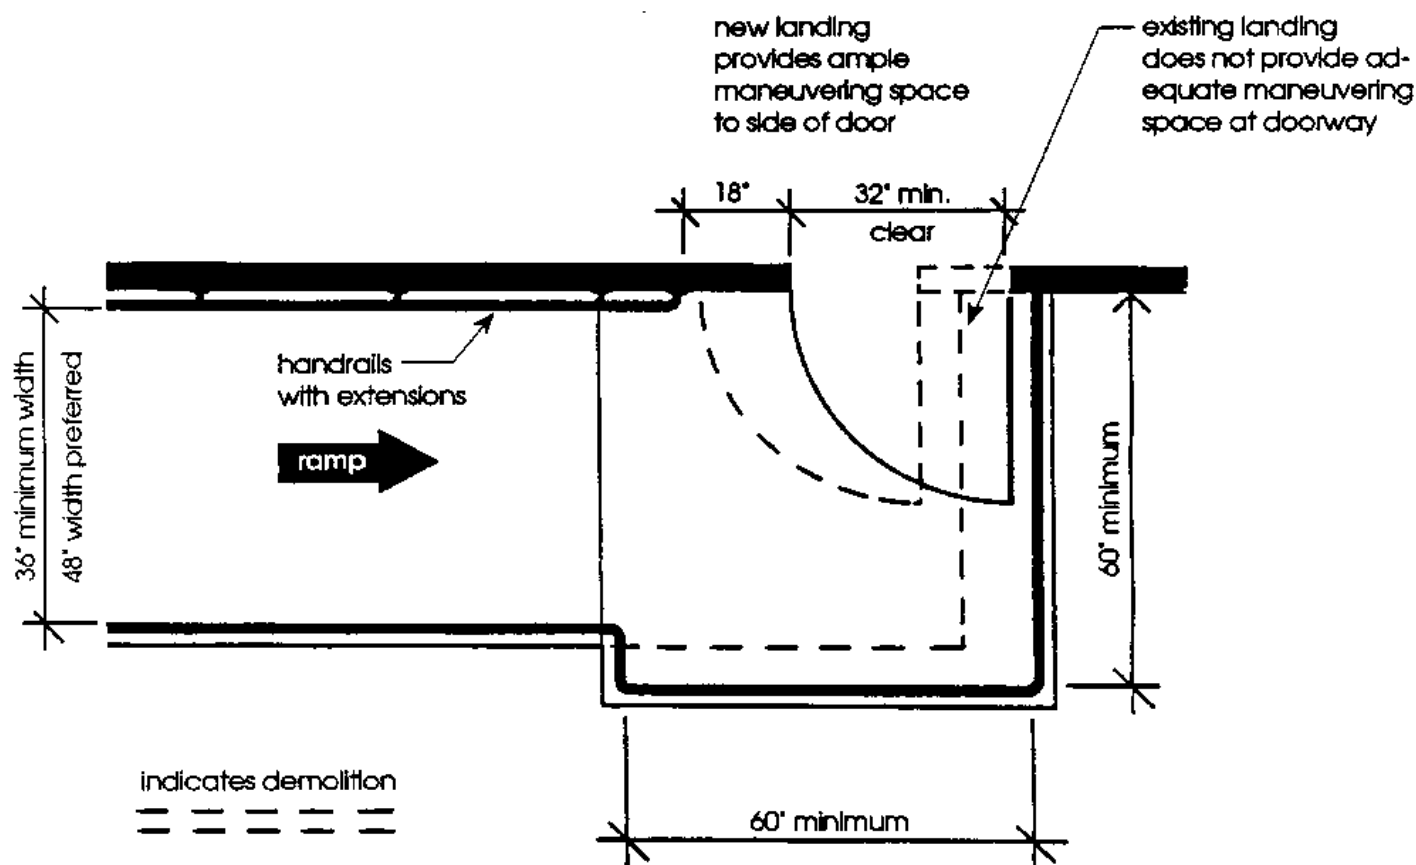 new landing
provides ample
maneuvering space
to side of door
existing landing
does not provide ad-
equate maneuvering
space at doorway
18"
32" min.
clear
handrails
with extensions
ramp
36" minimum width
48" width preferred
60" minimum
indicates demolition
60" minimum